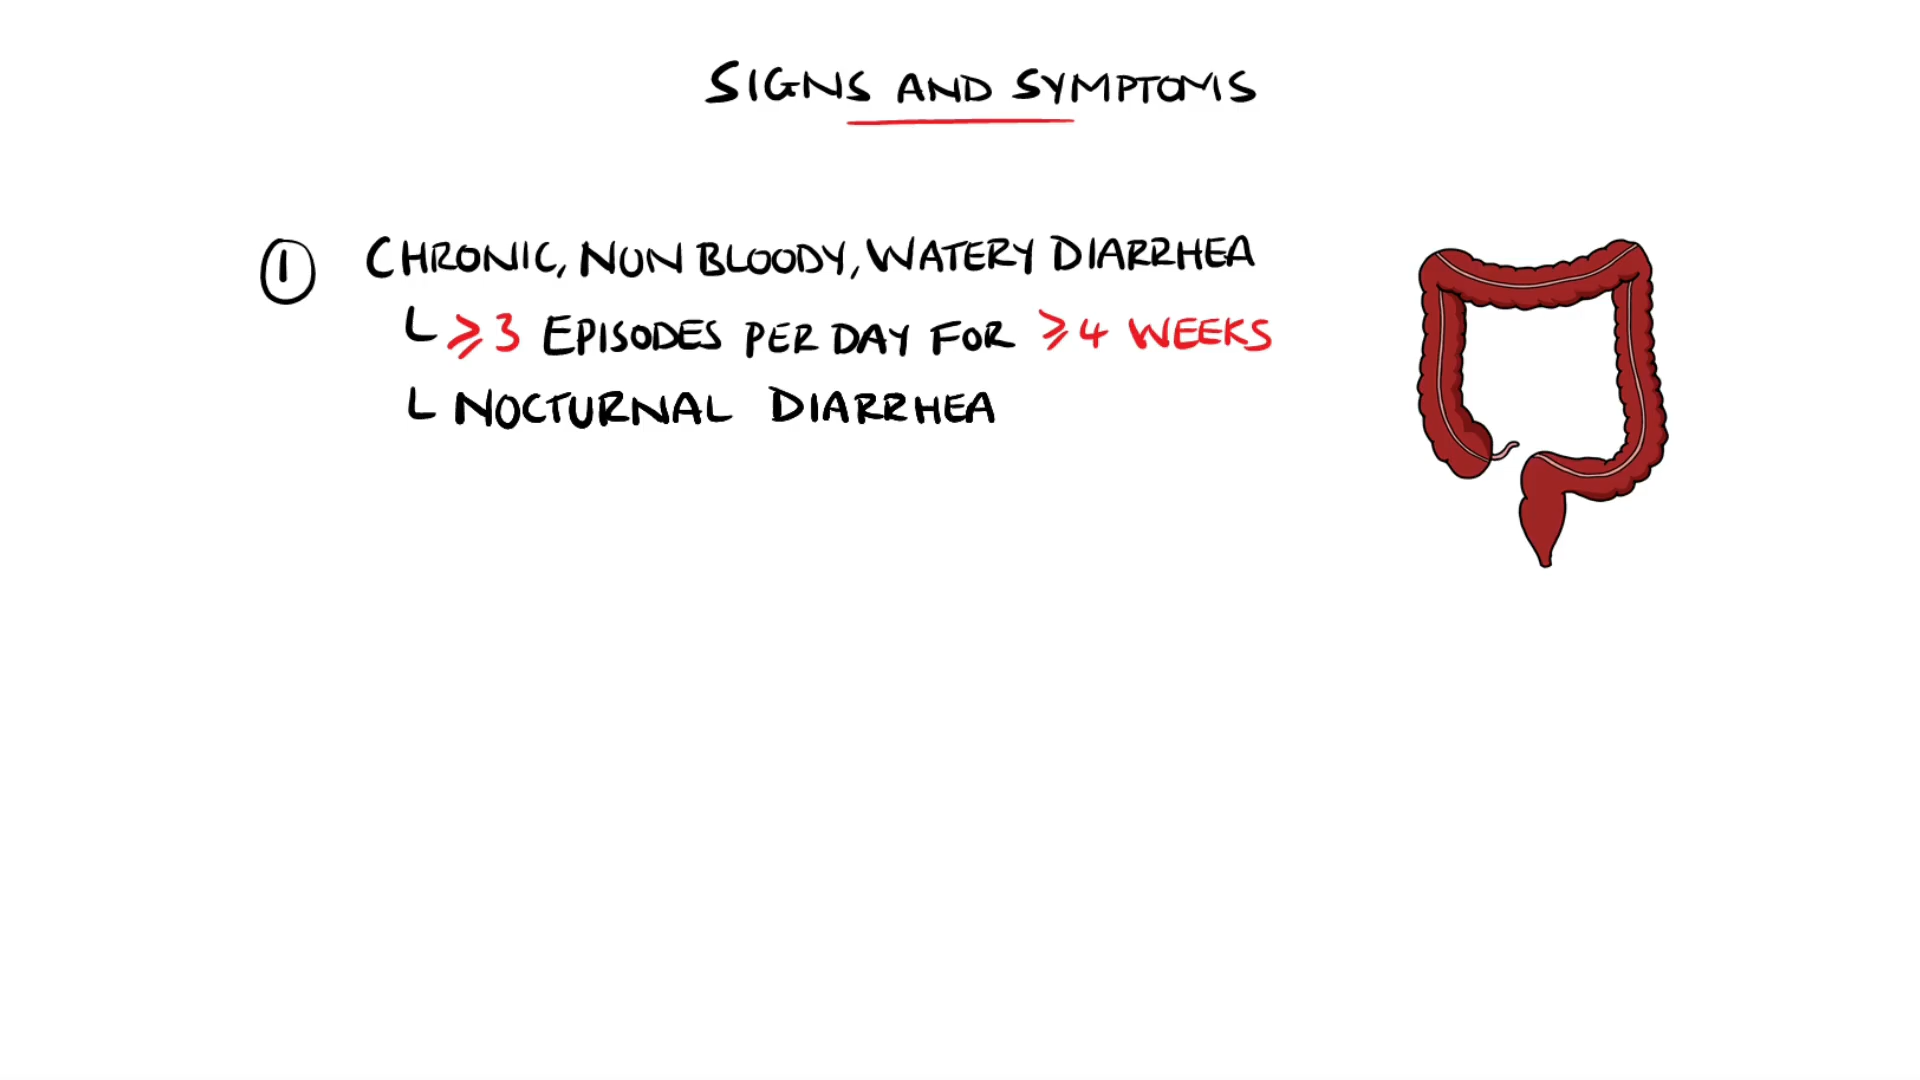 SIGNS AND SYMPTOMS
1 CHRONIC, NON BLOODY, WATERY DIARRHEA
≥3 EPISODES PER DAY FOR ≥4 WEEKS
NOCTURNAL DIARRHEA